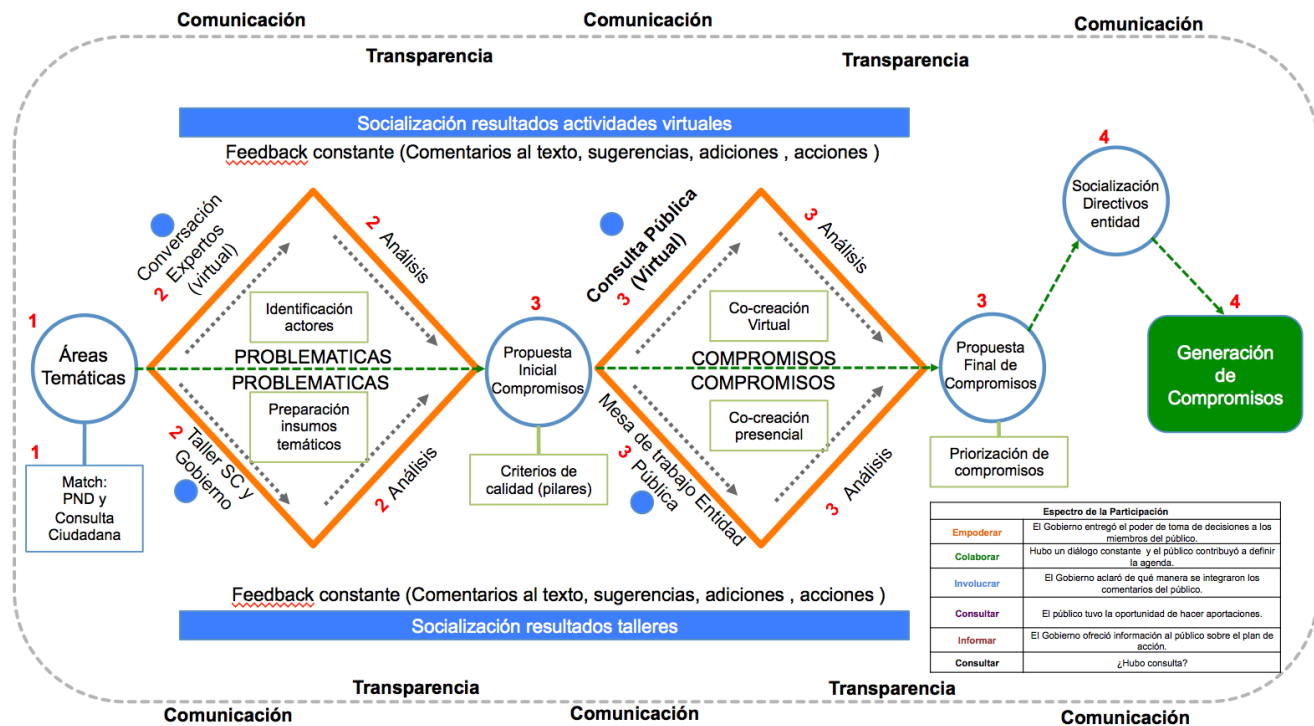 Comunicación
Comunicación
Comunicación
Transparencia
Transparencia
Socialización resultados actividades virtuales
Feedback constante (Comentarios al texto, sugerencias, adiciones , acciones )
1
Áreas
Temáticas
1
Match:
PND y
Consulta
Ciudadana
Conversación
2 Expertos
(virtual)
2 Análisis
Identificación
actores
PROBLEMATICAS
PROBLEMATICAS
Preparación
insumos
temáticos
2 Taller SC y
Gobierno
2 Análisis
3
Propuesta
Inicial
Compromisos
Criterios de
calidad (pilares)
Consulta Pública
3 (Virtual)
3 Análisis
Co-creación
Virtual
COMPROMISOS
COMPROMISOS
Co-creación
presencial
Mesa de trabajo Entidad
3 Pública
3 Análisis
3
Propuesta
Final de
Compromisos
Priorización de
compromisos
4
Socialización
Directivos
entidad
4
Generación
de
Compromisos
Feedback constante (Comentarios al texto, sugerencias, adiciones , acciones )
Socialización resultados talleres
Espectro de la Participación
Empoderar El Gobierno entregó el poder de toma de decisiones a los
miembros del público.
Colaborar Hubo un diálogo constante y el público contribuyó a definir
la agenda.
Involucrar El Gobierno aclaró de qué manera se integraron los
comentarios del público.
Consultar El público tuvo la oportunidad de hacer aportaciones.
Informar El Gobierno ofreció información al público sobre el plan de
acción.
Consultar ¿Hubo consulta?
Transparencia
Transparencia
Comunicación
Comunicación
Comunicación